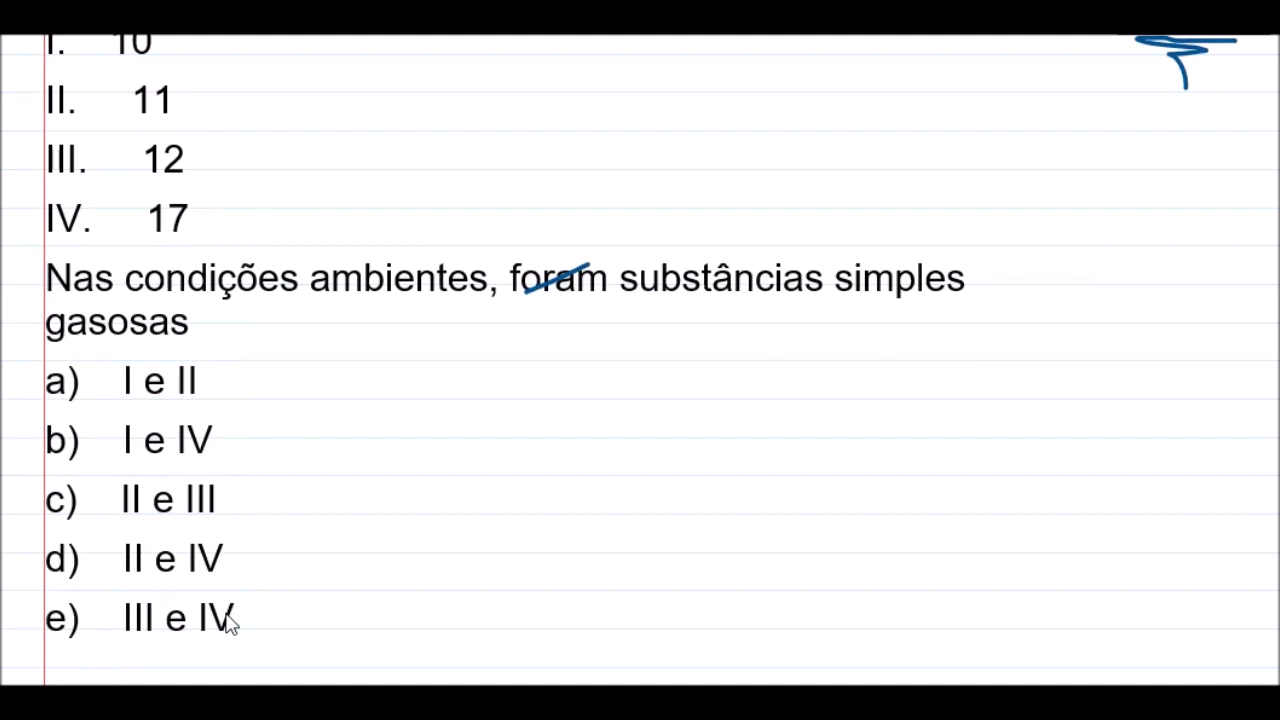 I. 10
II. 11
III. 12
IV. 17
Nas condições ambientes, foram substâncias simples
gasosas
a) I e II
b) I e IV
c) II e III
d) II e IV
e) III e IV